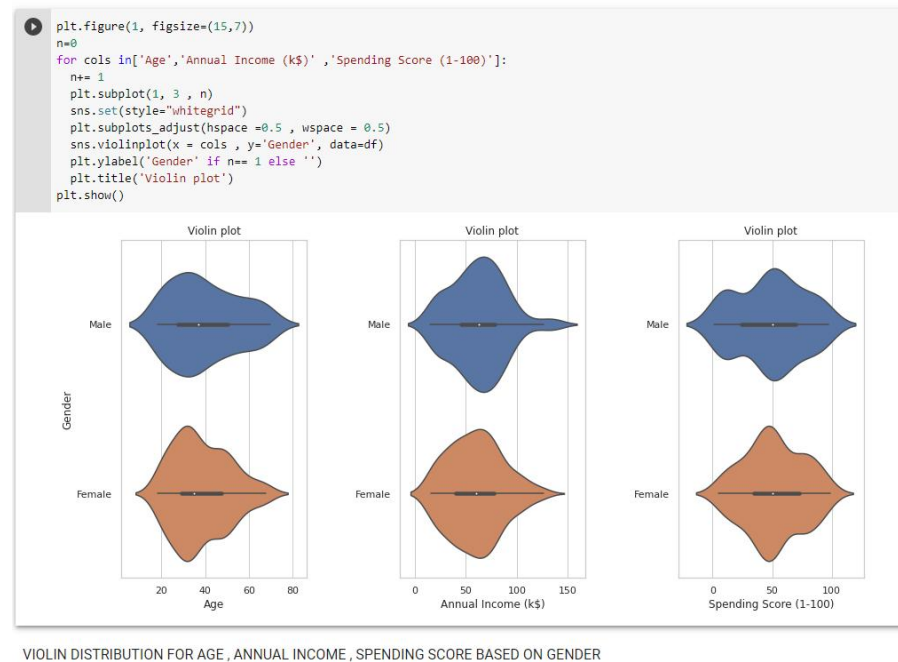 plt.figure(1, figsize=(15,7))
n=0
for cols in['Age','Annual Income (k$)' ,'Spending Score (1-100)']:
n+= 1
plt.subplot(1, 3 , n)
sns.set(style="whitegrid")
plt.subplots_adjust(hspace =0.5 , wspace = 0.5)
sns.violinplot(x = cols , y='Gender', data=df)
plt.ylabel('Gender' if n== 1 else '')
plt.title('Violin plot')
plt.show()
Violin plot
Violin plot
Violin plot
Male
Male
Male
Gender
Female
Female
Female
20 40 60 80
0 50 100 150
0 50 100
Age
Annual Income (k$)
Spending Score (1-100)
VIOLIN DISTRIBUTION FOR AGE , ANNUAL INCOME , SPENDING SCORE BASED ON GENDER